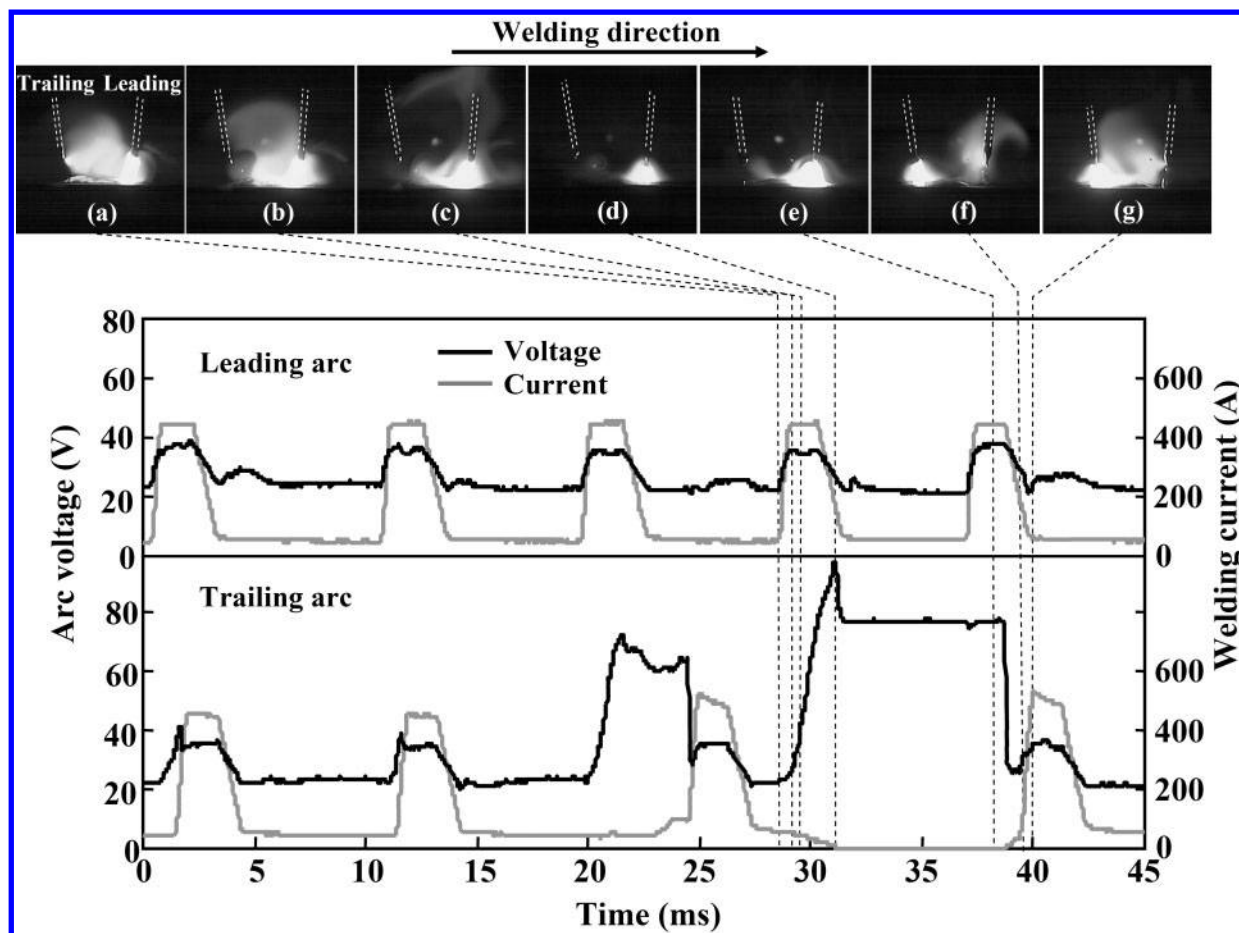 Welding direction
Trailing Leading
(a) (b) (c) (d) (e) (f) (g)
80
60
40
20
0
Leading arc
Voltage
Current
600
400
200
0
Trailing arc
80
60
40
20
0
600
400
200
0
Arc voltage (V)
Welding current (A)
0 5 10 15 20 25 30 35 40 45
Time (ms)